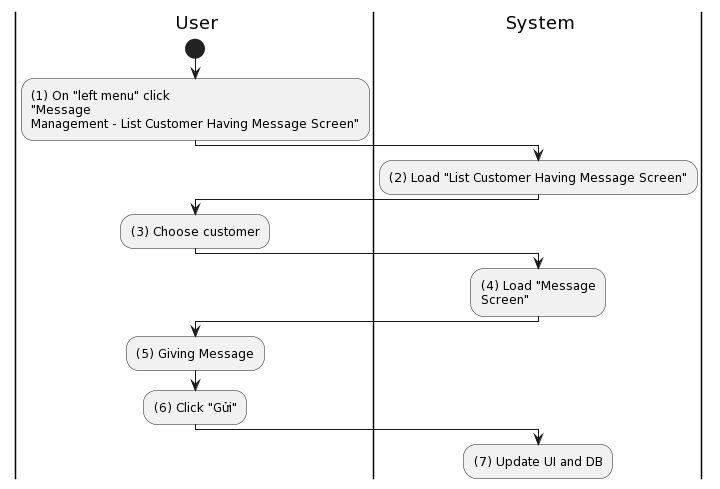 User
System
(1) On "left menu" click
"Message
Management - List Customer Having Message Screen"
(2) Load "List Customer Having Message Screen"
(3) Choose customer
(4) Load "Message
Screen"
(5) Giving Message
(6) Click "Gửi"
(7) Update UI and DB